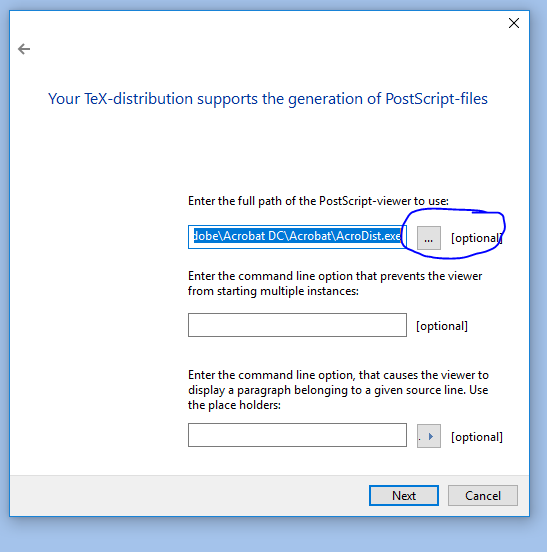 Your TeX-distribution supports the generation of PostScript-files
Enter the full path of the PostScript-viewer to use:
dobe\Acrobat DC\Acrobat\AcroDist.exe ... [optional]
Enter the command line option that prevents the viewer
from starting multiple instances:
[optional]
Enter the command line option, that causes the viewer to
display a paragraph belonging to a given source line. Use
the place holders:
. [optional]
Next Cancel